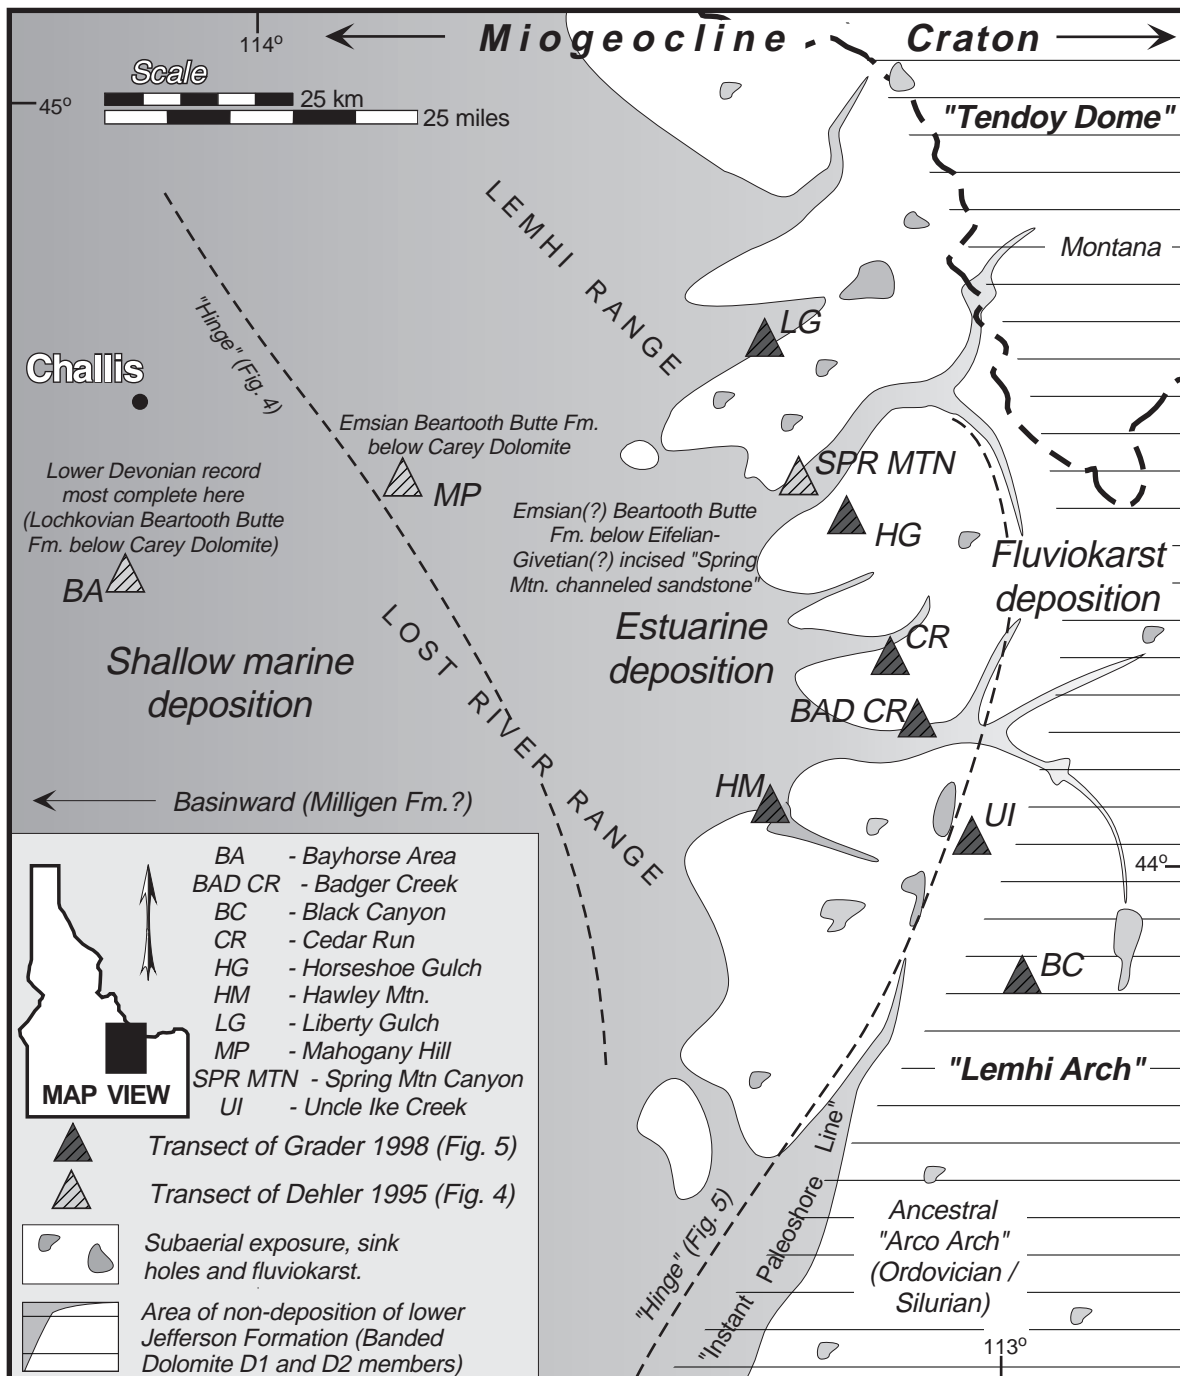 Miogeocline - Craton
114°
Scale
45°
25 km
25 miles
"Tendoy Dome"
LEMHI RANGE
Montana
"Hinge" (Fig. 4)
LG
Challis
Emsian Beartooth Butte Fm.
below Carey Dolomite
MP
SPR MTN
Lower Devonian record
most complete here
(Lochkovian Beartooth Butte
Fm. below Carey Dolomite)
BA
Emsian(?) Beartooth Butte
Fm. below Eifelian-
Givetian(?) incised "Spring
Mtn. channeled sandstone"
HG
Fluviokarst
deposition
LOST RIVER RANGE
Estuarine
deposition
CR
Shallow marine
deposition
BAD CR
HM
Basinward (Milligen Fm.?)
UI
44°
BC
"Lemhi Arch"
"Hinge" (Fig. 5)
"Instant Paleoshore Line"
Ancestral
"Arco Arch"
(Ordovician /
Silurian)
113°
BA - Bayhorse Area
BAD CR - Badger Creek
BC - Black Canyon
CR - Cedar Run
HG - Horseshoe Gulch
HM - Hawley Mtn.
LG - Liberty Gulch
MP - Mahogany Hill
SPR MTN - Spring Mtn Canyon
UI - Uncle Ike Creek
MAP VIEW
Transect of Grader 1998 (Fig. 5)
Transect of Dehler 1995 (Fig. 4)
Subaerial exposure, sink
holes and fluviokarst.
Area of non-deposition of lower
Jefferson Formation (Banded
Dolomite D1 and D2 members)